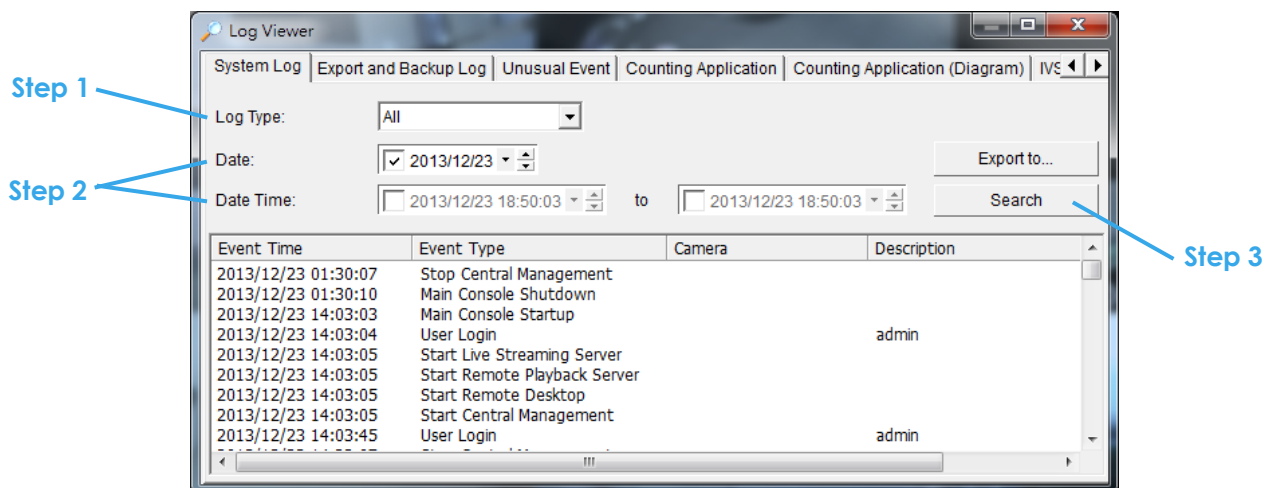 Log Viewer
System Log Export and Backup Log Unusual Event Counting Application Counting Application (Diagram) IVS
Step 1
Log Type: All
Date: 2013/12/23 Export to...
Step 2
Date Time: 2013/12/23 18:50:03 to 2013/12/23 18:50:03 Search
Step 3
Event Time Event Type Camera Description
2013/12/23 01:30:07 Stop Central Management
2013/12/23 01:30:10 Main Console Shutdown
2013/12/23 14:03:03 Main Console Startup
2013/12/23 14:03:04 User Login admin
2013/12/23 14:03:05 Start Live Streaming Server
2013/12/23 14:03:05 Start Remote Playback Server
2013/12/23 14:03:05 Start Remote Desktop
2013/12/23 14:03:05 Start Central Management
2013/12/23 14:03:45 User Login admin